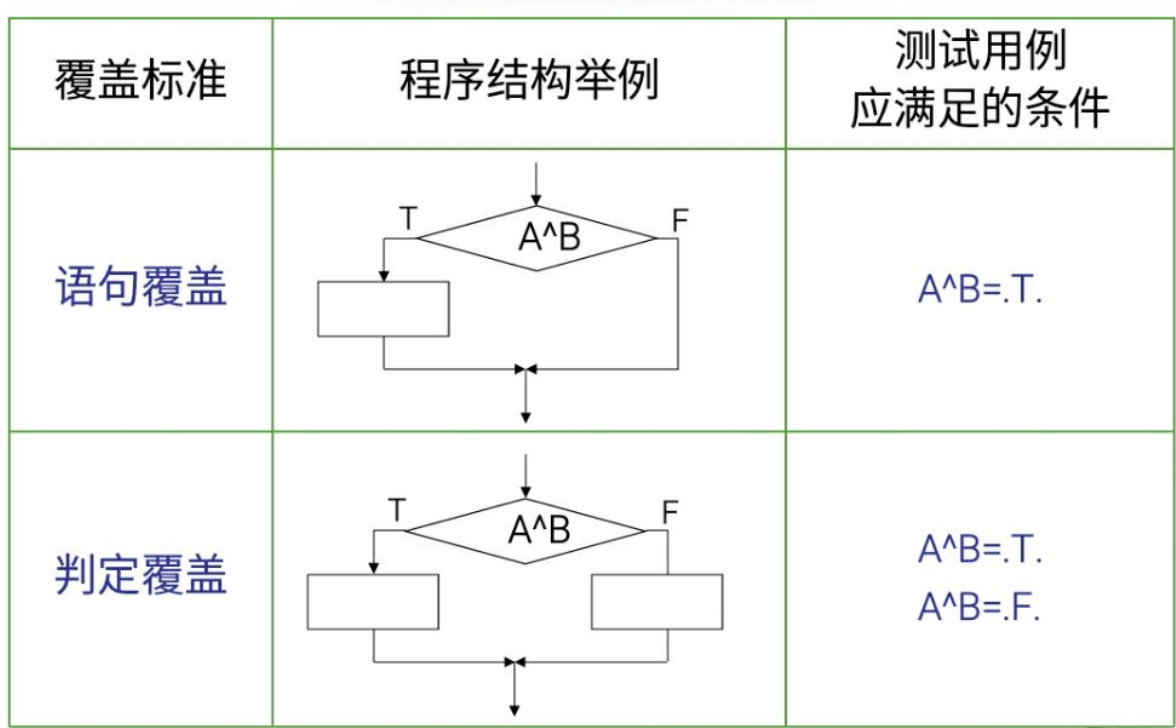 覆盖标准
程序结构举例
测试用例
应满足的条件
语句覆盖
T
F
A^B
A^B=.T.
判定覆盖
T
F
A^B
A^B=.T.
A^B=.F.